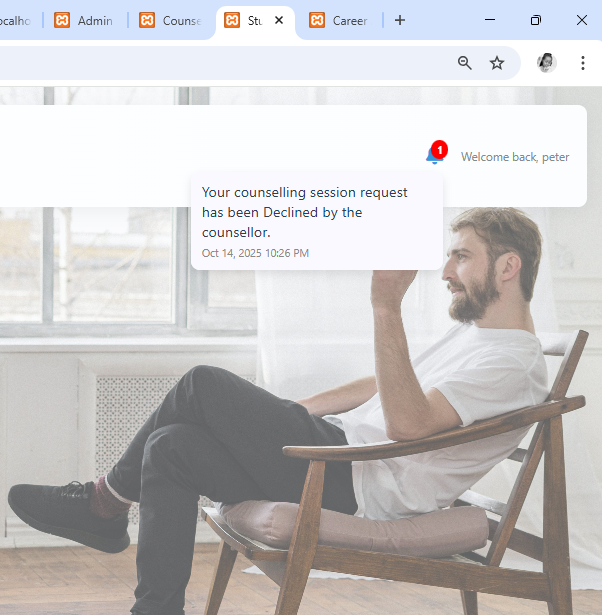 Admin
Counse
Stu
Career
1
Welcome back, peter
Your counselling session request
has been Declined by the
counsellor.
Oct 14, 2025 10:26 PM